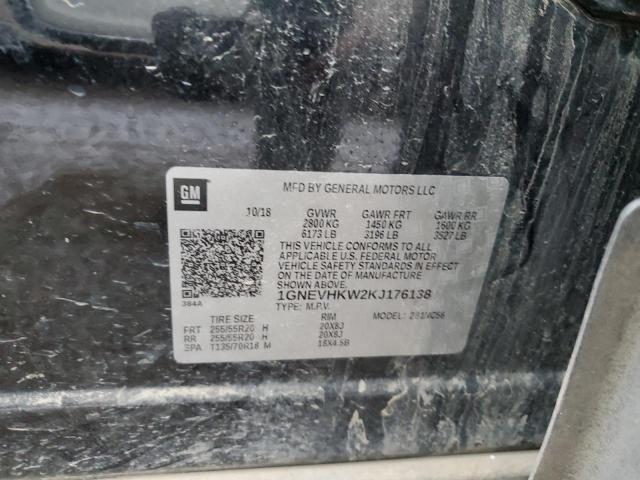 GM
MFD BY GENERAL MOTORS LLC
10/18 GVWR GAWR FRT GAWR RR
2800 KG 1450 KG 1600 KG
6173 LB 3196 LB 3527 LB
THIS VEHICLE CONFORMS TO ALL
APPLICABLE U.S. FEDERAL MOTOR
VEHICLE SAFETY STANDARDS IN EFFECT
ON THE DATE OF MANUFACTURE
SHOWN ABOVE.
384A
1GNEVHKW2KJ176138
TYPE: M.P.V. MODEL:
TIRE SIZE RIM
FRT 255/55R20 H 20X8J
RR 255/55R20 H 20X8J
SPA T135/70R18 M 18X4.5B